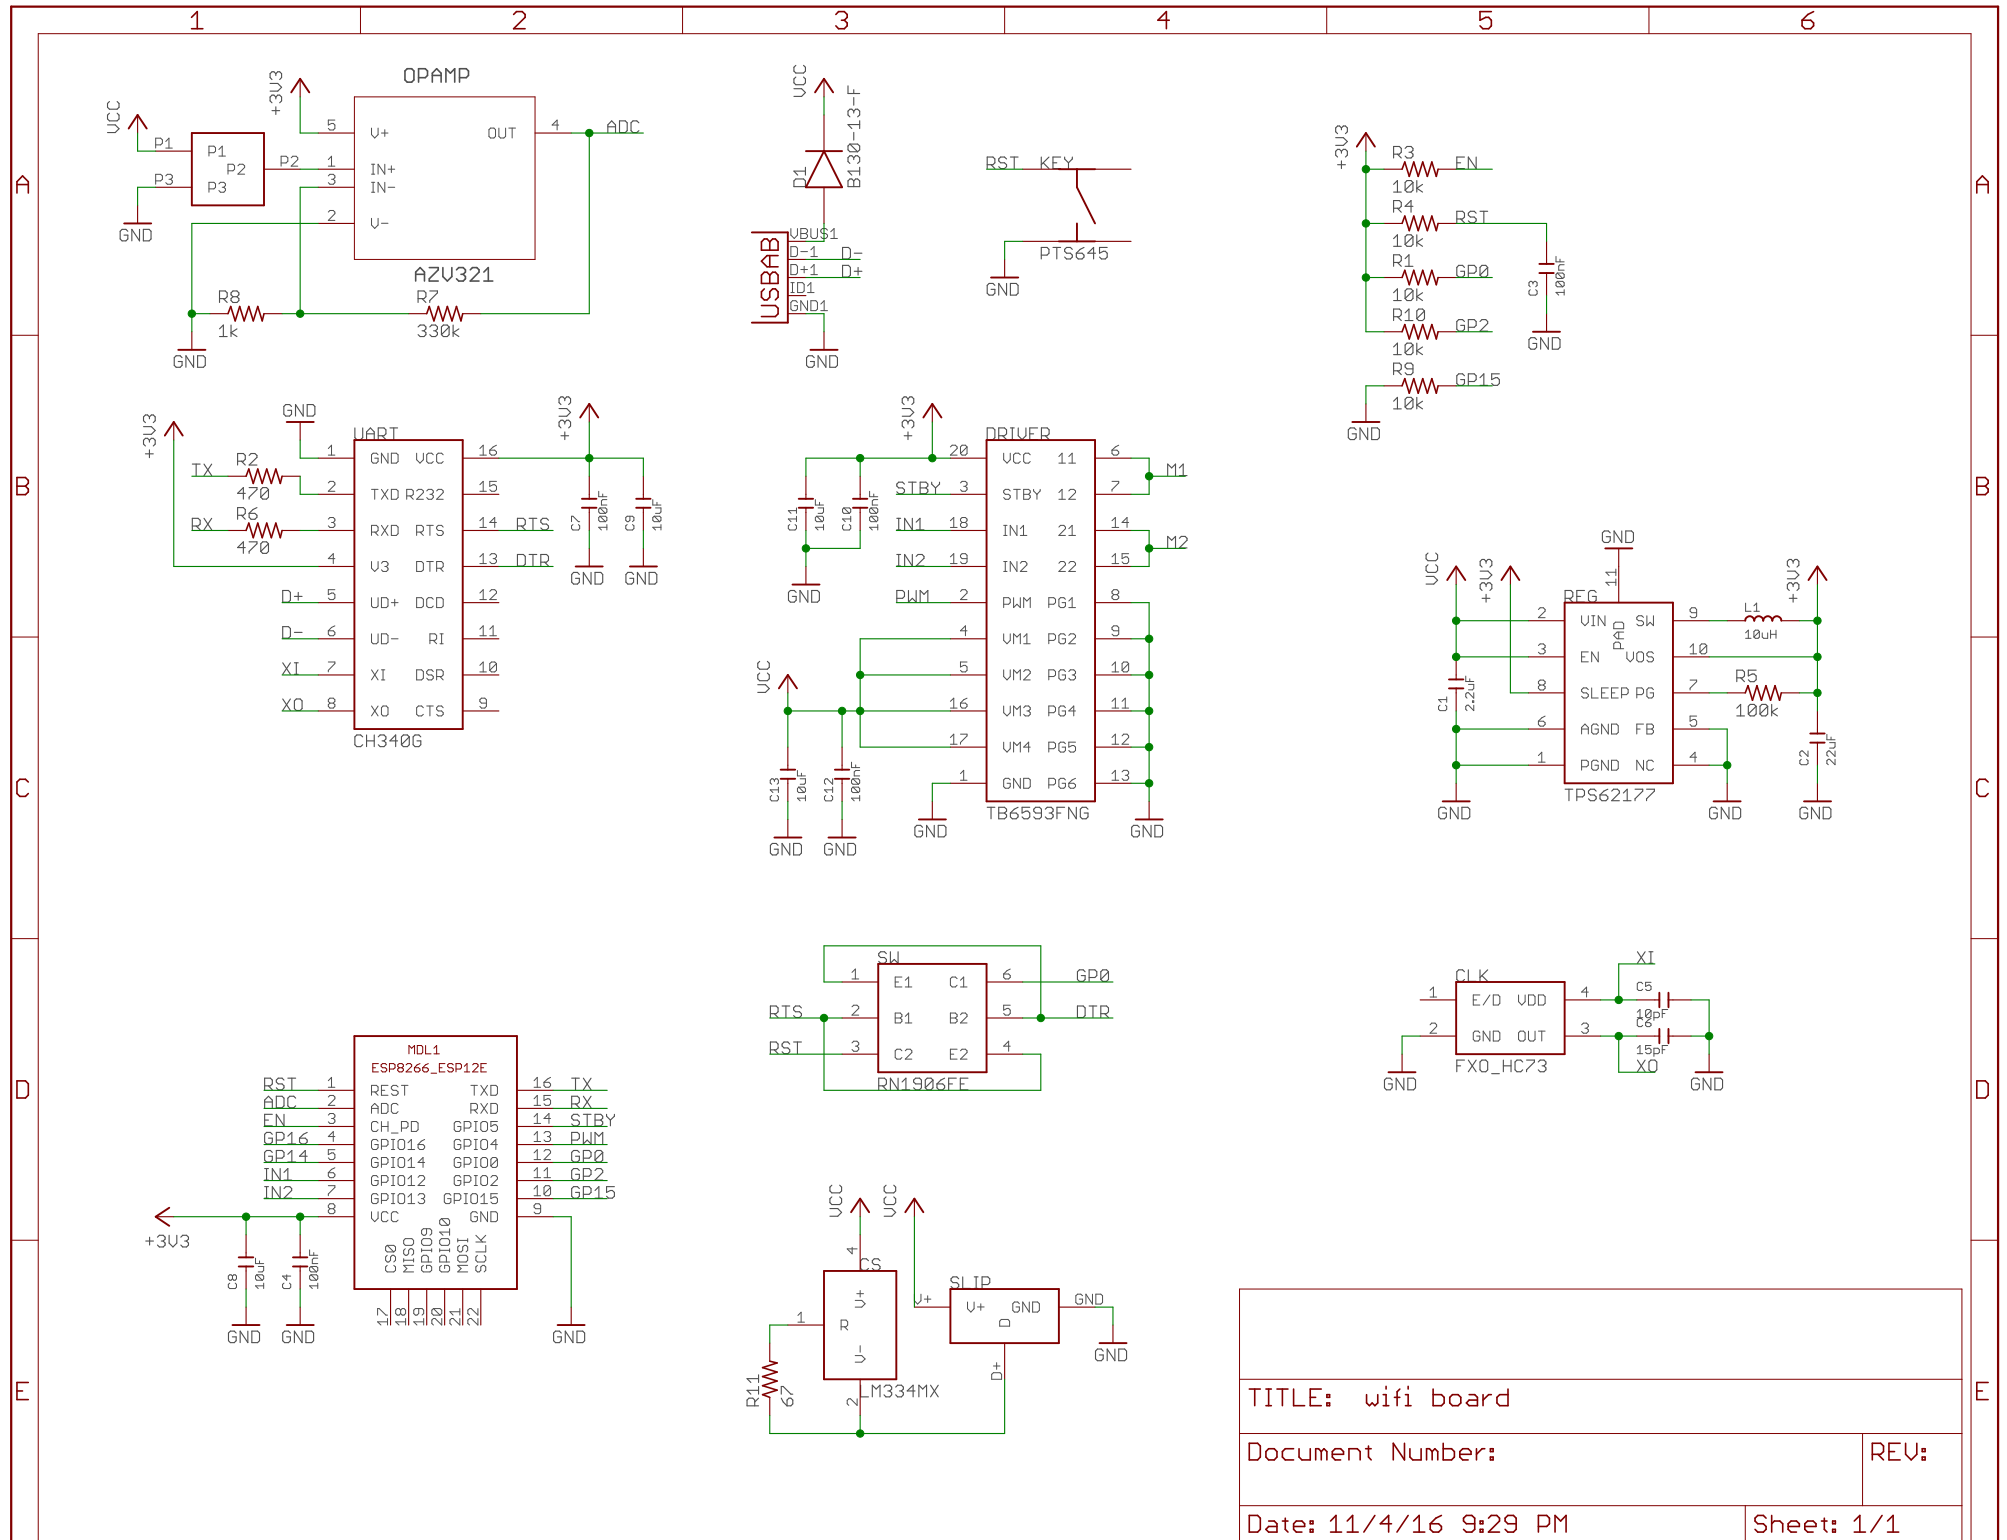 1 2 3 4 5 6
A A
B B
C C
D D
E E
OPAMP
VCC
+3V3
P1
P3
P1
P2
P3
P2
GND
5 V+
1 IN+
3 IN-
2 V-
OUT 4
ADC
AZV321
R8
1k
R7
330k
GND
VCC
D1
B130-13-F
USBAB
VBUS1
D-1 D-
D+1 D+
ID1
GND1
GND
RST KEY
PTS645
GND
+3V3
R3 EN
10k
R4 RST
10k
R1 GP0
10k
R10 GP2
10k
R9 GP15
10k
GND
C3
100nF
GND
+3V3
GND
TX
R2
470
RX
R6
470
UART
1 GND VCC 16
2 TXD R232 15
3 RXD RTS 14 RTS
4 V3 DTR 13 DTR
D+ 5 UD+ DCD 12
D- 6 UD- RI 11
XI 7 XI DSR 10
XO 8 XO CTS 9
CH340G
+3V3
C7
100nF
C9
10uF
GND
GND
+3V3
C11
10uF
C10
100nF
GND
DRIVER
20 VCC 11 6
STBY 3 STBY 12 7
M1
IN1 18 IN1 21 14
IN2 19 IN2 22 15
M2
PWM 2 PWM PG1 8
4 VM1 PG2 9
5 VM2 PG3 10
16 VM3 PG4 11
17 VM4 PG5 12
1 GND PG6 13
TB6593FNG
VCC
C13
10uF
C12
100nF
GND
GND
GND
GND
VCC
+3V3
GND
11
PAD
+3V3
REG
2 VIN SW 9
3 EN VOS 10
8 SLEEP PG 7
6 AGND FB 5
1 PGND NC 4
TPS62177
L1
10uH
R5
100k
C1
2.2uF
C2
22uF
GND
GND
GND
SW
1 E1 C1 6 GP0
RTS 2 B1 B2 5 DTR
RST 3 C2 E2 4
RN1906FE
CLK
1 E/D VDD 4
2 GND OUT 3
FXO_HC73
XI
C5
10pF
C6
15pF
XO
GND
GND
MDL1
ESP8266_ESP12E
RST 1 REST TXD 16 TX
ADC 2 ADC RXD 15 RX
EN 3 CH_PD GPIO5 14 STBY
GP16 4 GPIO16 GPIO4 13 PWM
GP14 5 GPIO14 GPIO0 12 GP0
IN1 6 GPIO12 GPIO2 11 GP2
IN2 7 GPIO13 GPIO15 10 GP15
8 VCC GND 9
CS0 MISO GPIO9 GPIO10 MOSI SCLK
17 18 19 20 21 22
+3V3
C8
10uF
C4
100nF
GND
GND
GND
VCC
VCC
4
CS
V+
1 R
V-
2
LM334MX
R11
67
SLIP
V+
V+ GND
D
GND
D+
GND
TITLE: wifi board
Document Number:
REV:
Date: 11/4/16 9:29 PM
Sheet: 1/1